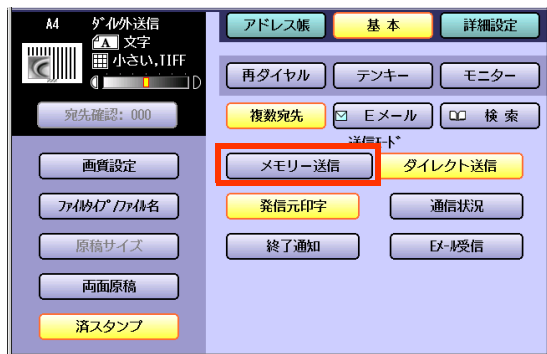 A4 ﾀﾞｲﾔﾙ外送信
A 文字
小さい,TIFF
D
宛先確認: 000
画質設定
ﾌｧｲﾙﾀｲﾌﾟ/ﾌｧｲﾙ名
原稿サイズ
両面原稿
済スタンプ
アドレス帳 基本 詳細設定
再ダイヤル テンキー モニター
複数宛先 Eメール 検索
送信ﾓｰﾄﾞ
メモリー送信 ダイレクト送信
発信元印字 通信状況
終了通知 Eﾒｰﾙ受信